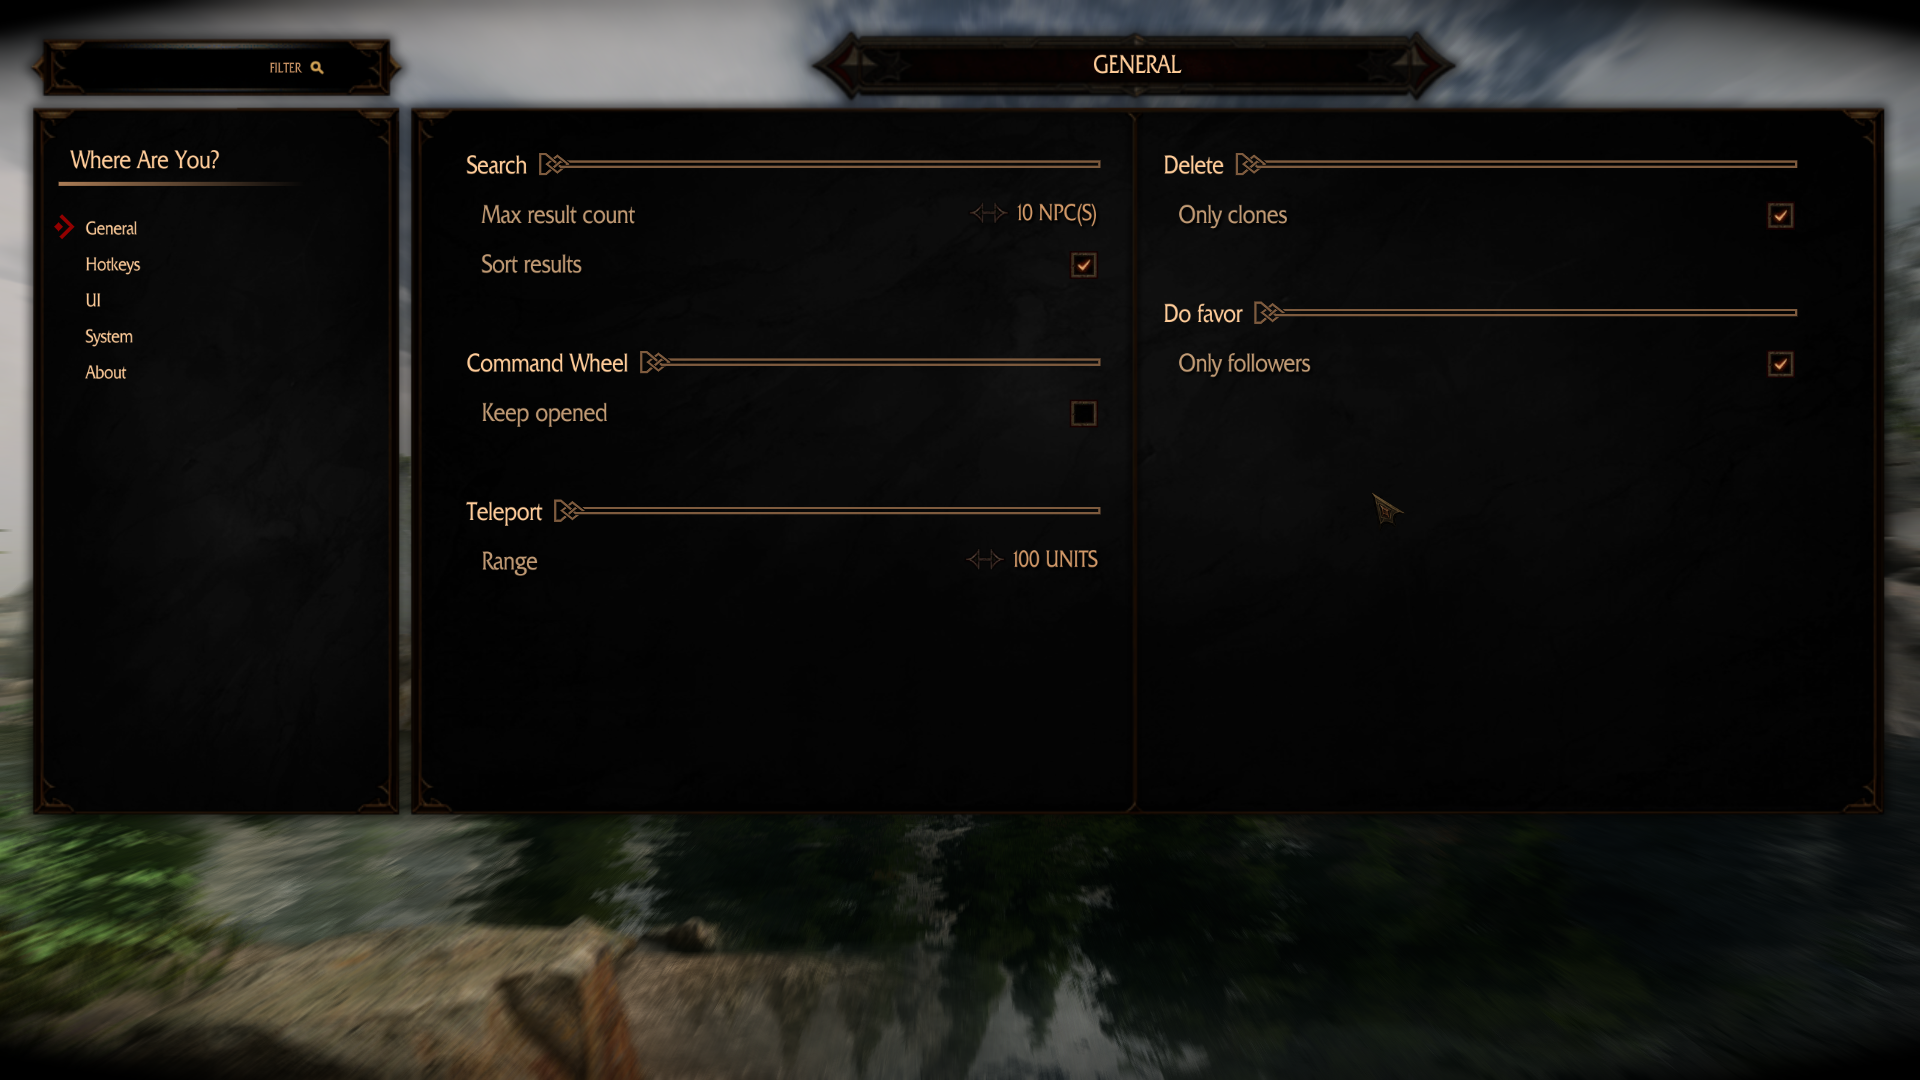 FILTER
GENERAL
Where Are You?
General
Hotkeys
UI
System
About
Search
Max result count
10 NPC(S)
Sort results
Command Wheel
Keep opened
Teleport
Range
100 UNITS
Delete
Only clones
Do favor
Only followers